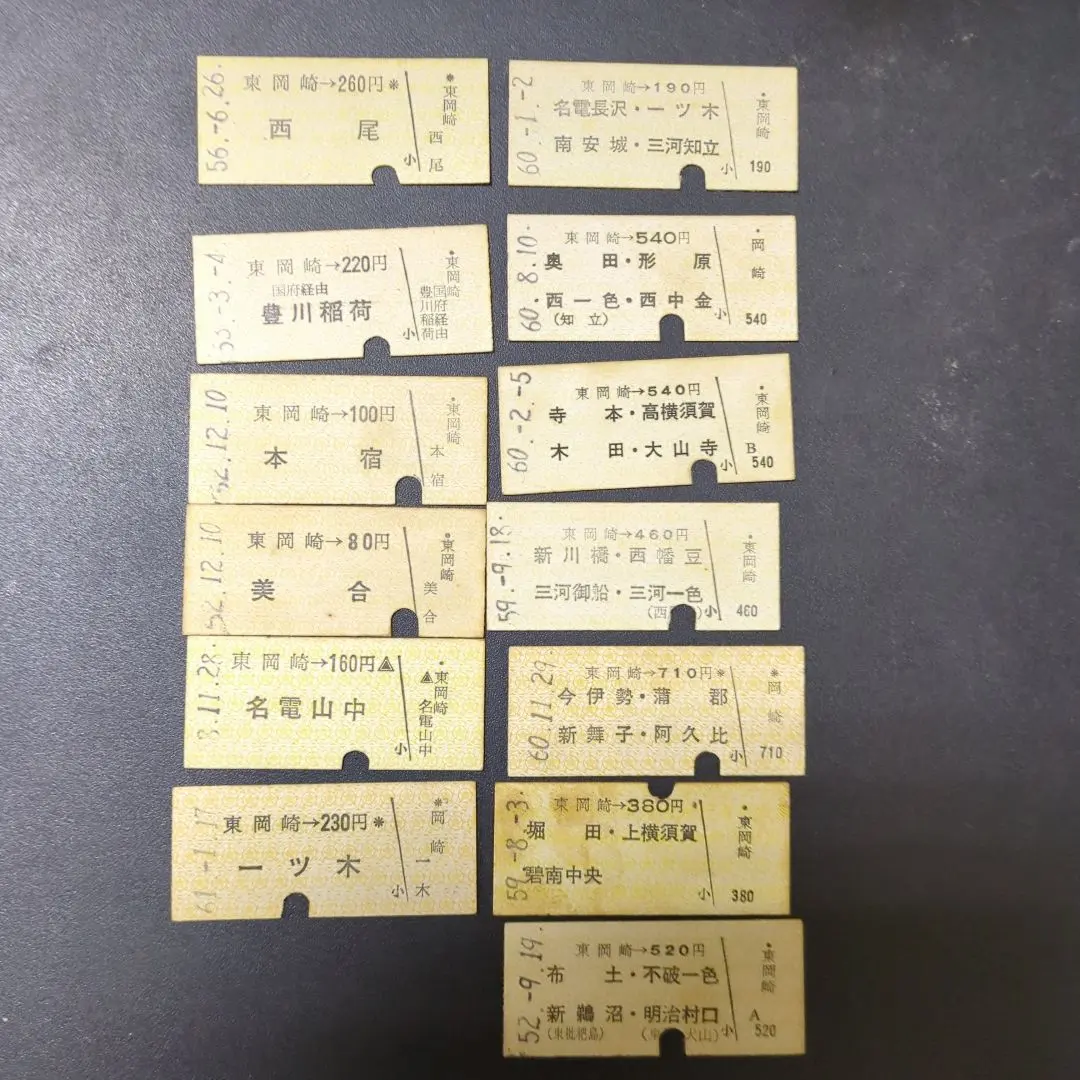 56.-6.26.
東岡崎→260円*
西尾
小
*東岡崎
西尾
-3.-4
東岡崎→220円
国府経由
豊川稲荷
小
・東岡崎
国府経由
豊川稲荷
52.12.10
東岡崎→100円
本宿
・東岡崎
本宿
52.12.10
東岡崎→80円
美合
・東岡崎
美合
3.11.28.
東岡崎→160円▲
名電山中
小
・東岡崎
▲名電山中
61.-1.17
東岡崎→230円*
一ツ木
小
*岡崎
一木
60.-1.-2
東岡崎→190円
名電長沢・一ツ木
南安城・三河知立
小
・東岡崎
190
60.8.10.
東岡崎→540円
奥田・形原
西一色・西中金
(知立)
小
・岡崎
540
60.-2.-5
東岡崎→540円
寺本・高横須賀
木田・大山寺
小
・東岡崎
B
540
59.-9.18.
東岡崎→460円
新川橋・西幡豆
三河御船・三河一色
(西
小
・東岡崎
460
60.11.29.
東岡崎→710円*
今伊勢・蒲郡
新舞子・阿久比
小
*岡崎
710
59.-8.-3.
東岡崎→380円*
堀田・上横須賀
碧南中央
小
・東岡崎
380
52.-9.19.
東岡崎→520円
布土・不破一色
新鵜沼・明治村口
(東枇杷島)
犬山)
小
・東岡崎
A
520